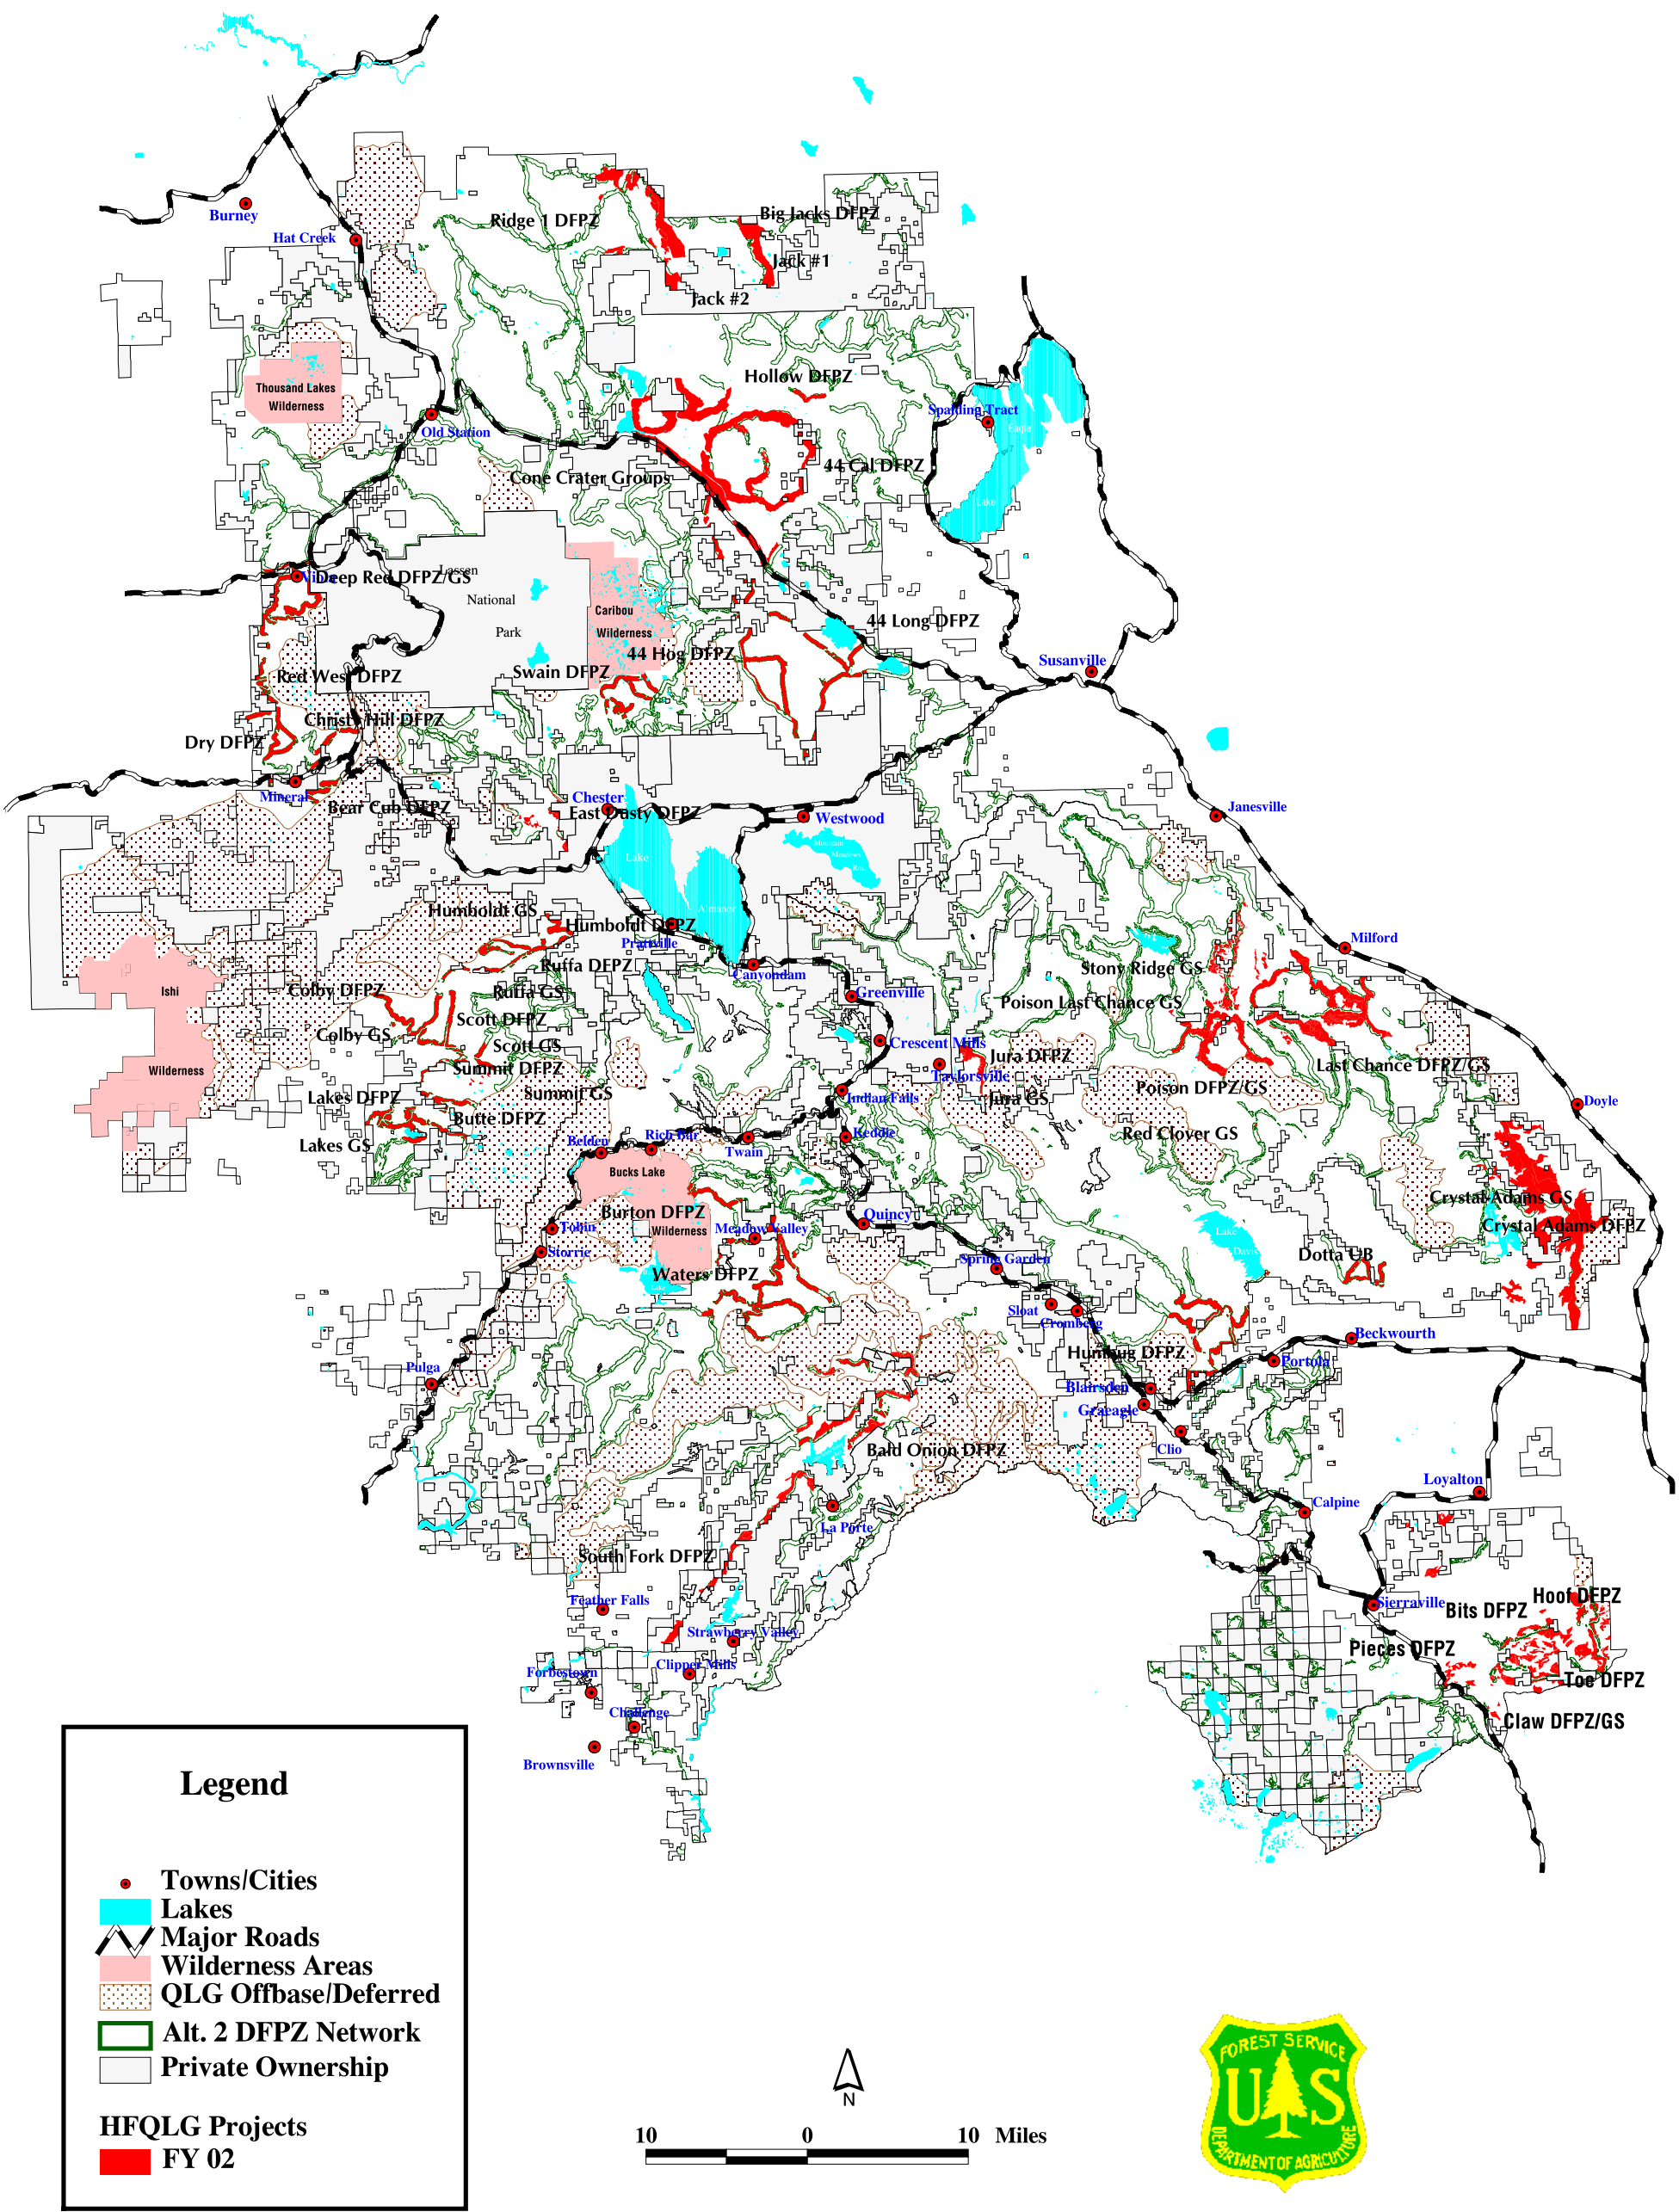 Burney
Hat Creek
Ridge 1 DFPZ
Big Jacks DFPZ
Jack #1
Jack #2
Thousand Lakes
Wilderness
Old Station
Hollow DFPZ
Spalding Tract
Eagle
Lake
44 Cal DFPZ
Cone Crater Groups
Viola
Deep Red DFPZ/GS
Lassen
National
Park
Caribou
Wilderness
44 Long DFPZ
44 Hog DFPZ
Swain DFPZ
Susanville
Red West DFPZ
Christy Hill DFPZ
Dry DFPZ
Mineral
Bear Cub DFPZ
Chester
East Dusty DFPZ
Westwood
Janesville
Mountain
Meadows
Res.
Lake
Almanor
Humboldt GS
Humboldt DFPZ
Prattville
Milford
Ruffa DFPZ
Canyondam
Stony Ridge GS
Ishi
Wilderness
Colby DFPZ
Ruffa GS
Greenville
Poison Last Chance GS
Scott DFPZ
Colby GS
Scott GS
Crescent Mills
Jura DFPZ
Last Chance DFPZ/GS
Summit DFPZ
Taylorsville
Poison DFPZ/GS
Lakes DFPZ
Summit GS
Indian Falls
Jura GS
Doyle
Butte DFPZ
Lakes GS
Belden
Rich Bar
Twain
Keddie
Red Clover GS
Bucks Lake
Wilderness
Crystal Adams GS
Burton DFPZ
Tobin
Meadow Valley
Quincy
Crystal Adams DFPZ
Storrie
Lake
Davis
Dotta UB
Waters DFPZ
Spring Garden
Sloat
Cromberg
Beckwourth
Humbug DFPZ
Portola
Pulga
Blairsden
Graeagle
Clio
Bald Onion DFPZ
Loyalton
Calpine
La Porte
South Fork DFPZ
Feather Falls
Strawberry Valley
Sierraville
Hoof DFPZ
Bits DFPZ
Pieces DFPZ
Toe DFPZ
Claw DFPZ/GS
Clipper Mills
Forbestown
Challenge
Brownsville
Legend
Towns/Cities
Lakes
Major Roads
Wilderness Areas
QLG Offbase/Deferred
Alt. 2 DFPZ Network
Private Ownership
HFQLG Projects
FY 02
N
10 0 10 Miles
FOREST SERVICE
U S
DEPARTMENT OF AGRICULTURE